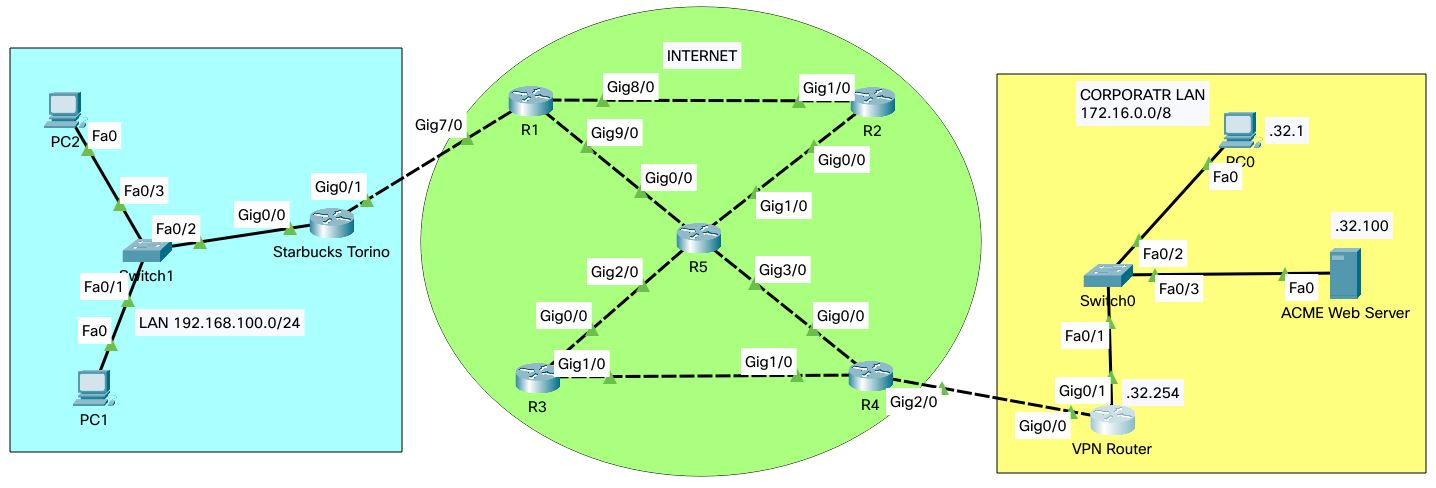 INTERNET
Gig8/0
Gig1/0
R1
R2
Gig7/0
Gig9/0
Gig0/0
Gig0/0
Gig1/0
R5
Gig2/0
Gig3/0
Gig0/0
Gig0/0
Gig1/0
Gig1/0
R3
R4
Gig2/0
PC2
Fa0
Fa0/3
Fa0/2
Gig0/0
Gig0/1
Starbucks Torino
Switch1
Fa0/1
LAN 192.168.100.0/24
Fa0
PC1
CORPORATR LAN
172.16.0.0/8
.32.1
PC0
Fa0
.32.100
Fa0/2
Fa0/3
Fa0
Switch0
ACME Web Server
Fa0/1
Gig0/1
.32.254
Gig0/0
VPN Router